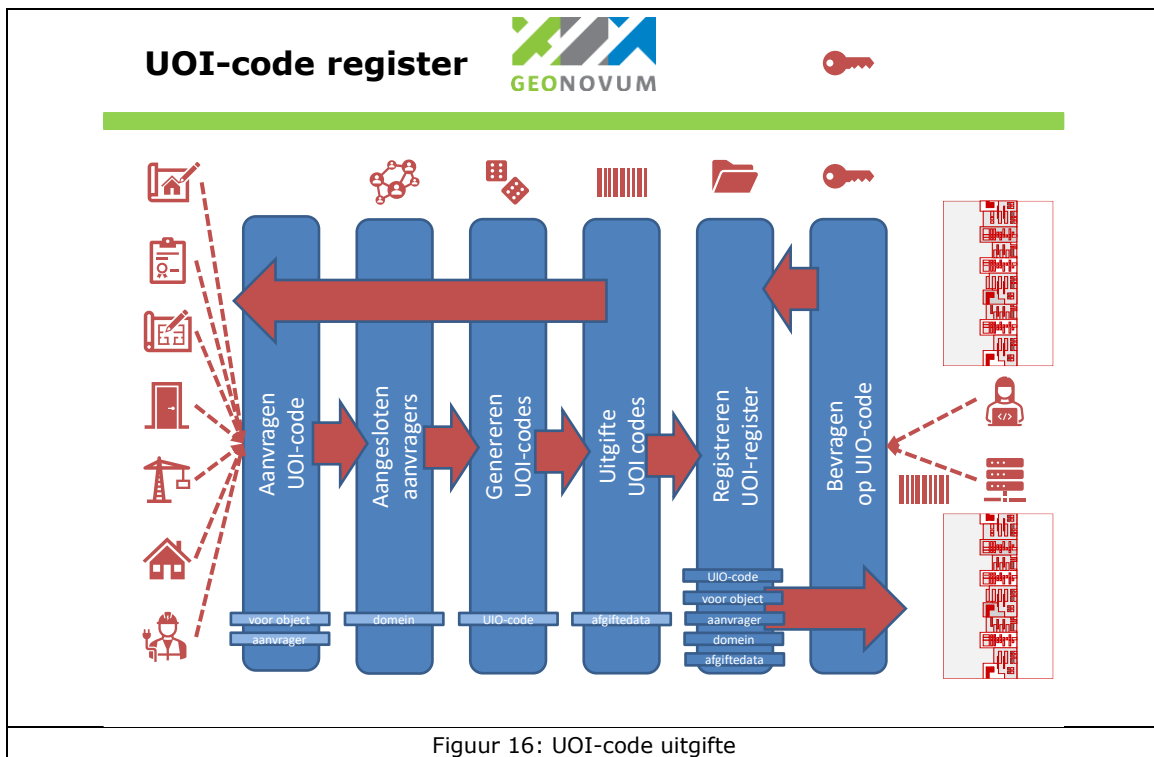 UOI-code register
GEONOVUM
Aanvragen
UOI-code
Aangesloten
aanvragers
Genereren
UOI-codes
Uitgifte
UOI codes
Registreren
UOI-register
Bevragen
op UIO-code
voor object
aanvrager
domein
UIO-code
afgiftedata
UIO-code
voor object
aanvrager
domein
afgiftedata
Figuur 16: UOI-code uitgifte